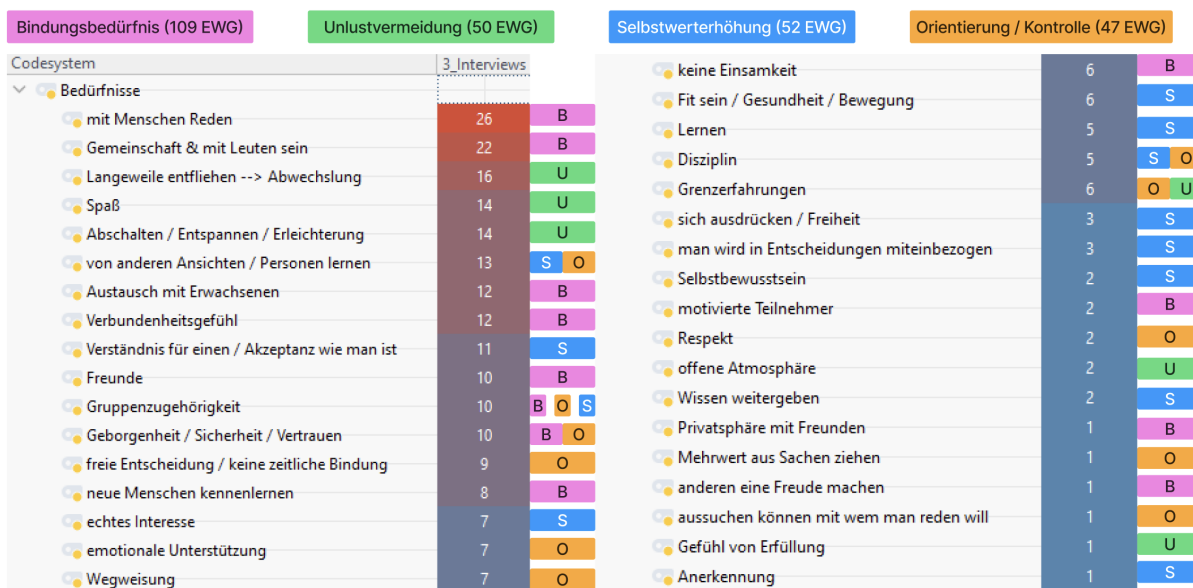 Bindungsbedürfnis (109 EWG) Unlustvermeidung (50 EWG) Selbstwerterhöhung (52 EWG) Orientierung / Kontrolle (47 EWG)
Codesystem 3_Interviews
Bedürfnisse
mit Menschen Reden 26 B
Gemeinschaft & mit Leuten sein 22 B
Langeweile entfliehen --> Abwechslung 16 U
Spaß 14 U
Abschalten / Entspannen / Erleichterung 14 U
von anderen Ansichten / Personen lernen 13 S O
Austausch mit Erwachsenen 12 B
Verbundenheitsgefühl 12 B
Verständnis für einen / Akzeptanz wie man ist 11 S
Freunde 10 B
Gruppenzugehörigkeit 10 B O S
Geborgenheit / Sicherheit / Vertrauen 10 B O
freie Entscheidung / keine zeitliche Bindung 9 O
neue Menschen kennenlernen 8 B
echtes Interesse 7 S
emotionale Unterstützung 7 O
Wegweisung 7 O
keine Einsamkeit 6 B
Fit sein / Gesundheit / Bewegung 6 S
Lernen 5 S
Disziplin 5 S O
Grenzerfahrungen 6 O U
sich ausdrücken / Freiheit 3 S
man wird in Entscheidungen miteinbezogen 3 S
Selbstbewusstsein 2 S
motivierte Teilnehmer 2 B
Respekt 2 O
offene Atmosphäre 2 U
Wissen weitergeben 2 S
Privatsphäre mit Freunden 1 B
Mehrwert aus Sachen ziehen 1 O
anderen eine Freude machen 1 B
aussuchen können mit wem man reden will 1 O
Gefühl von Erfüllung 1 U
Anerkennung 1 S